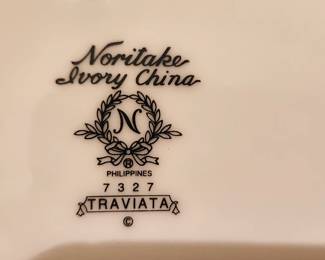 Noritake
Ivory China
N
®
PHILIPPINES
7327
TRAVIATA
©